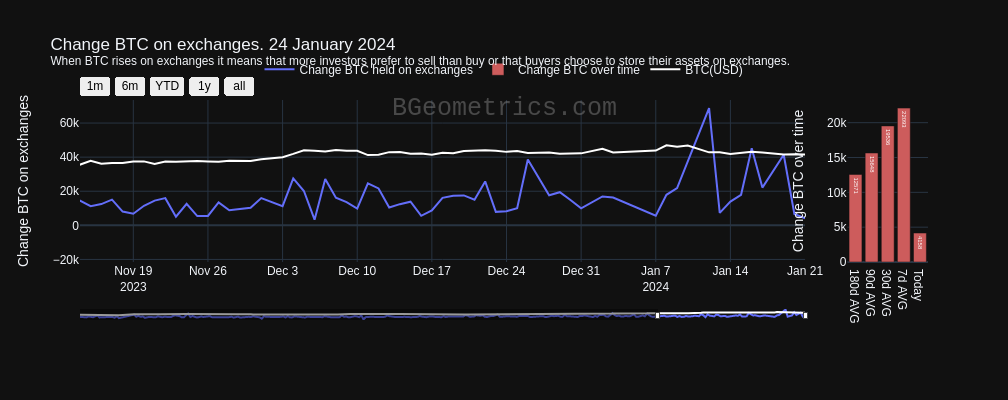 Change BTC on exchanges. 24 January 2024
When BTC rises on exchanges it means that more investors prefer to sell than buy or that buyers choose to store their assets on exchanges.
Change BTC held on exchanges
Change BTC over time
BTC(USD)
1m
6m
YTD
1y
all
BGeometrics.com
Change BTC on exchanges
60k
40k
20k
0
−20k
Nov 19
2023
Nov 26
Dec 3
Dec 10
Dec 17
Dec 24
Dec 31
Jan 7
2024
Jan 14
Jan 21
Change BTC over time
20k
15k
10k
5k
0
12571
15648
22093
4158
180d AVG
90d AVG
30d AVG
7d AVG
Today